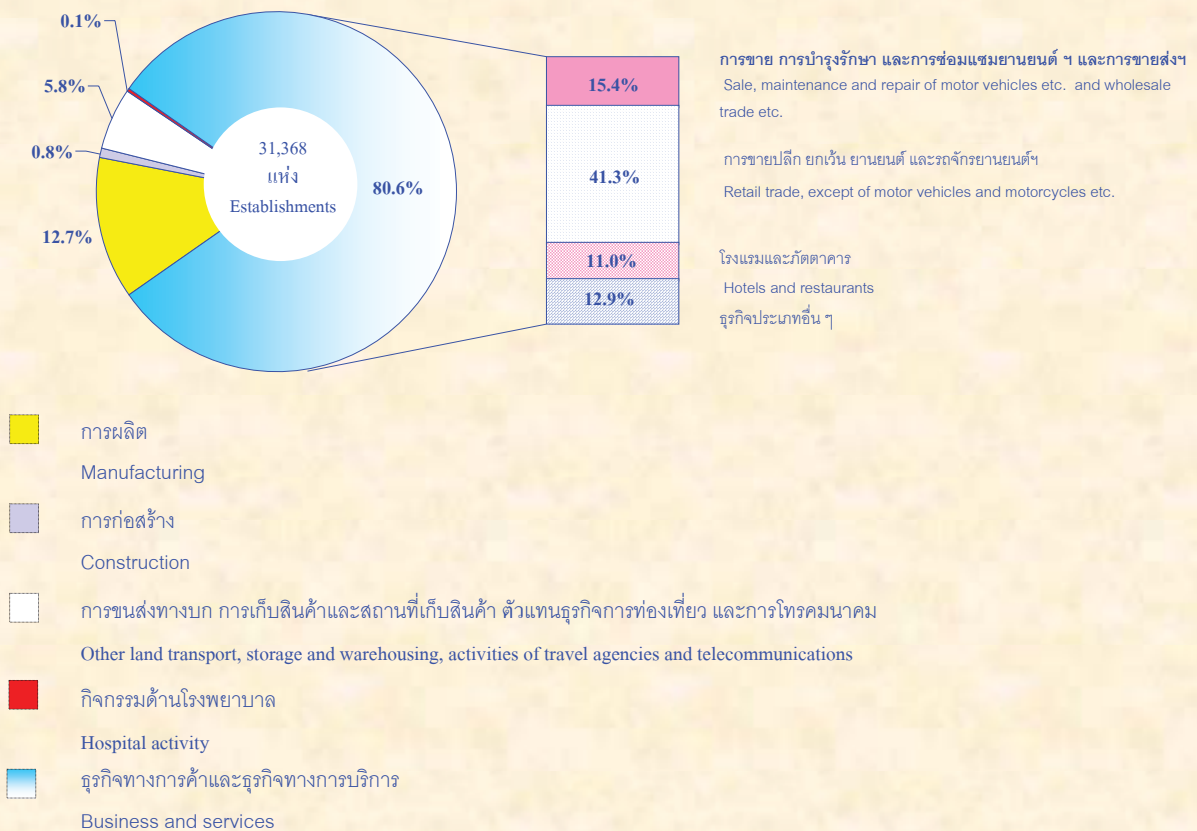 0.1%
5.8%
0.8%
12.7%
31,368
แห่ง
Establishments
80.6%
15.4%
41.3%
11.0%
12.9%
การขาย การบำรุงรักษา และการซ่อมแซมยานยนต์ ฯ และการขายส่งฯ
Sale, maintenance and repair of motor vehicles etc. and wholesale
trade etc.
การขายปลีก ยกเว้น ยานยนต์ และรถจักรยานยนต์ฯ
Retail trade, except of motor vehicles and motorcycles etc.
โรงแรมและภัตตาคาร
Hotels and restaurants
ธุรกิจประเภทอื่น ๆ
การผลิต
Manufacturing
การก่อสร้าง
Construction
การขนส่งทางบก การเก็บสินค้าและสถานที่เก็บสินค้า ตัวแทนธุรกิจการท่องเที่ยว และการโทรคมนาคม
Other land transport, storage and warehousing, activities of travel agencies and telecommunications
กิจกรรมด้านโรงพยาบาล
Hospital activity
ธุรกิจทางการค้าและธุรกิจทางการบริการ
Business and services